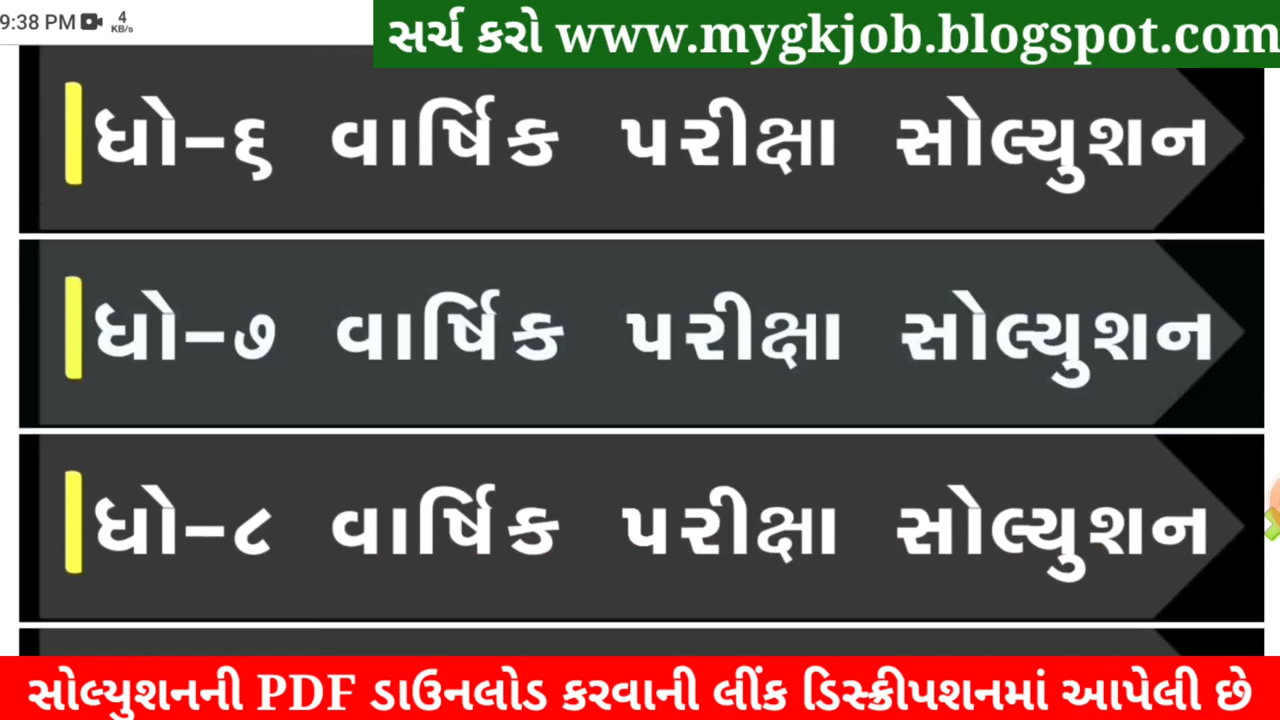 9:38 PM 4 KB/s
સર્ચ કરો www.mygkjob.blogspot.com
ધો-૬ વાર્ષિક પરીક્ષા સોલ્યુશન
ધો-૭ વાર્ષિક પરીક્ષા સોલ્યુશન
ધો-૮ વાર્ષિક પરીક્ષા સોલ્યુશન
સોલ્યુશનની PDF ડાઉનલોડ કરવાની લીંક ડિસ્ક્રીપશનમાં આપેલી છે